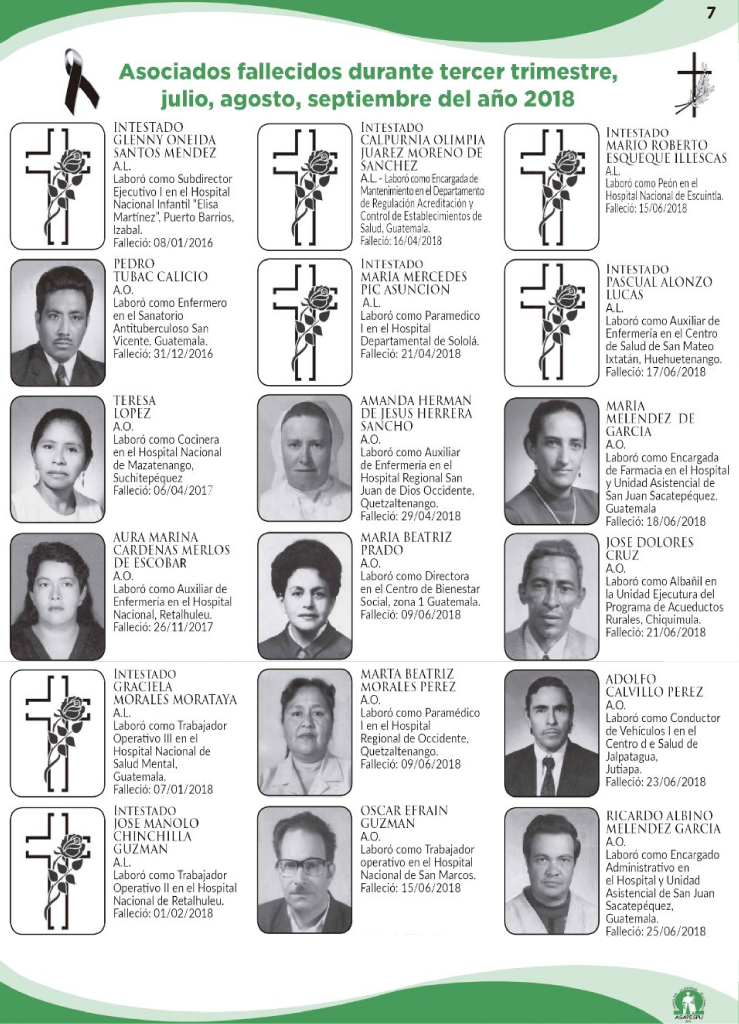 7
Asociados fallecidos durante tercer trimestre,
julio, agosto, septiembre del año 2018
INTESTADO
GLENNY ONEIDA
SANTOS MENDEZ
A.L.
Laboró como Subdirector
Ejecutivo I en el Hospital
Nacional Infantil "Elisa
Martínez", Puerto Barrios,
Izabal.
Falleció: 08/01/2016
PEDRO
TUBAC CALICIO
A.O.
Laboró como Enfermero
en el Sanatorio
Antituberculoso San
Vicente, Guatemala.
Falleció: 31/12/2016
TERESA
LOPEZ
A.O.
Laboró como Cocinera
en el Hospital Nacional
de Mazatenango,
Suchitepéquez
Falleció: 06/04/2017
AURA MARINA
CARDENAS MERLOS
DE ESCOBAR
A.O.
Laboró como Auxiliar de
Enfermería en el Hospital
Nacional, Retalhuleu.
Falleció: 26/11/2017
INTESTADO
GRACIELA
MORALES MORATAYA
A.L.
Laboró como Trabajador
Operativo III en el
Hospital Nacional de
Salud Mental,
Guatemala.
Falleció: 07/01/2018
INTESTADO
JOSE MANOLO
CHINCHILLA
GUZMAN
A.L.
Laboró como Trabajador
Operativo II en el Hospital
Nacional de Retalhuleu.
Falleció: 01/02/2018
INTESTADO
CALPURNIA OLIMPIA
JUAREZ MORENO DE
SANCHEZ
A.L. - Laboró como Encargada de
Mantenimiento en el Departamento
de Regulación Acreditación y
Control de Establecimientos de
Salud, Guatemala.
Falleció: 16/04/2018
INTESTADO
MARIA MERCEDES
PIC ASUNCION
A.L.
Laboró como Paramedico
I en el Hospital
Departamental de Sololá.
Falleció: 21/04/2018
AMANDA HERMAN
DE JESUS HERRERA
SANCHO
A.O.
Laboró como Auxiliar
de Enfermería en el
Hospital Regional San
Juan de Dios Occidente,
Quetzaltenango.
Falleció: 29/04/2018
MARIA BEATRIZ
PRADO
A.O.
Laboró como Directora
en el Centro de Bienestar
Social, zona 1 Guatemala.
Falleció: 09/06/2018
MARTA BEATRIZ
MORALES PEREZ
A.O.
Laboró como Paramédico
I en el Hospital
Regional de Occidente,
Quetzaltenango.
Falleció: 09/06/2018
OSCAR EFRAIN
GUZMAN
A.O.
Laboró como Trabajador
operativo en el Hospital
Nacional de San Marcos.
Falleció: 15/06/2018
INTESTADO
MARIO ROBERTO
ESQUEQUE ILLESCAS
A.L.
Laboró como Peón en el
Hospital Nacional de Escuintla.
Falleció: 15/06/2018
INTESTADO
PASCUAL ALONZO
LUCAS
A.L.
Laboró como Auxiliar de
Enfermería en el Centro
de Salud de San Mateo
Ixtatán, Huehuetenango.
Falleció: 17/06/2018
MARIA
MELENDEZ DE
GARCIA
A.O.
Laboró como Encargada
de Farmacia en el Hospital
y Unidad Asistencial de
San Juan Sacatepéquez,
Guatemala
Falleció: 18/06/2018
JOSE DOLORES
CRUZ
A.O.
Laboró como Albañil en
la Unidad Ejecutura del
Programa de Acueductos
Rurales, Chiquimula.
Falleció: 21/06/2018
ADOLFO
CALVILLO PEREZ
A.O.
Laboró como Conductor
de Vehículos I en el
Centro d e Salud de
Jalpatagua,
Jutiapa.
Falleció: 23/06/2018
RICARDO ALBINO
MELENDEZ GARCIA
A.O.
Laboró como Encargado
Administrativo en
el Hospital y Unidad
Asistencial de San Juan
Sacatepéquez,
Guatemala.
Falleció: 25/06/2018
ASAPESPU